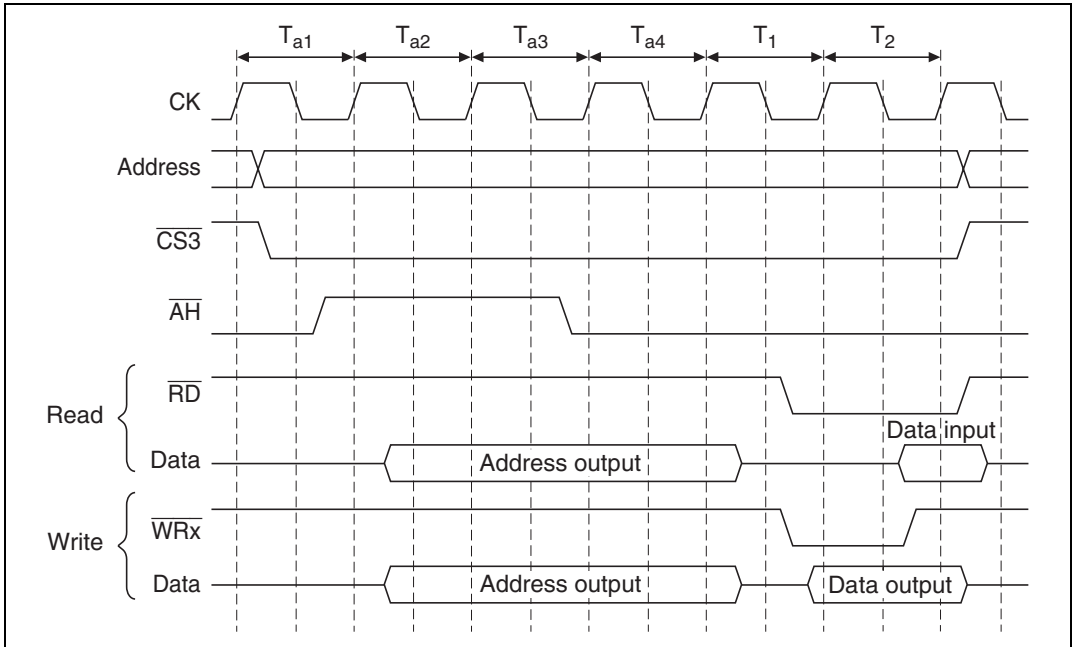 Ta1 Ta2 Ta3 Ta4 T1 T2
CK
Address
CS3
AH
RD
Read
Data input
Data Address output
WRx
Write
Data Address output Data output